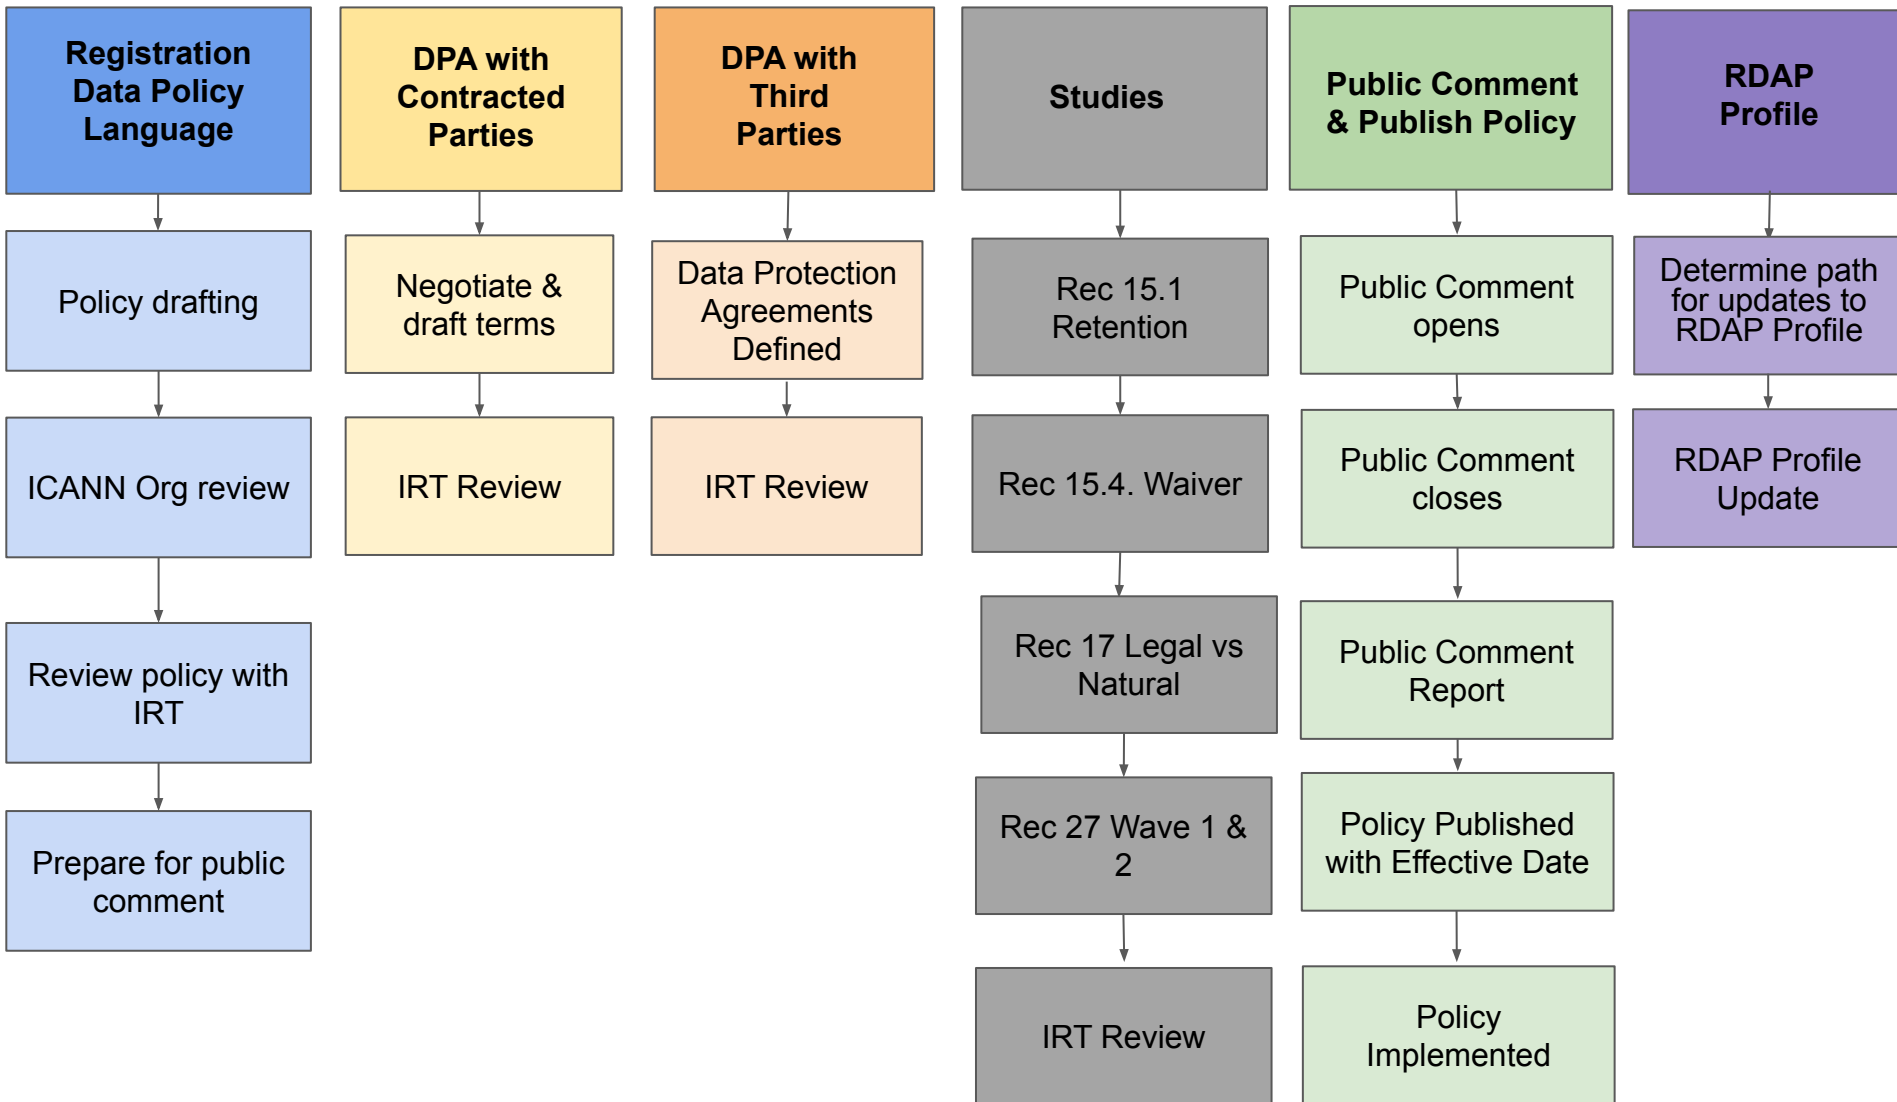 Registration
Data Policy
Language
DPA with
Contracted
Parties
DPA with
Third
Parties
Studies
Public Comment
& Publish Policy
RDAP
Profile
Policy drafting
ICANN Org review
Review policy with
IRT
Prepare for public
comment
Negotiate &
draft terms
IRT Review
Data Protection
Agreements
Defined
IRT Review
Rec 15.1
Retention
Rec 15.4. Waiver
Rec 17 Legal vs
Natural
Rec 27 Wave 1 &
2
IRT Review
Public Comment
opens
Public Comment
closes
Public Comment
Report
Policy Published
with Effective Date
Policy
Implemented
Determine path
for updates to
RDAP Profile
RDAP Profile
Update